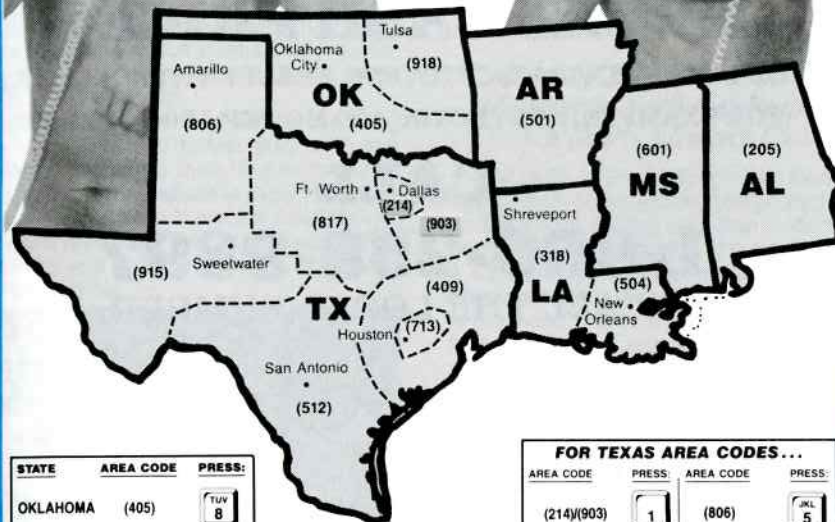 Tulsa
Oklahoma
City
(918)
Amarillo
OK
AR
(806)
(405)
(501)
(601)
(205)
MS
AL
Ft. Worth
Dallas
(214)
Shreveport
(817)
(903)
(915)
Sweetwater
(318)
(409)
(504)
TX
LA
New
Orleans
Houston
(713)
San Antonio
(512)
STATE AREA CODE PRESS:
OKLAHOMA (405) TUV 8
FOR TEXAS AREA CODES...
AREA CODE PRESS: AREA CODE PRESS:
(214)/(903) 1 (806) JKL 5